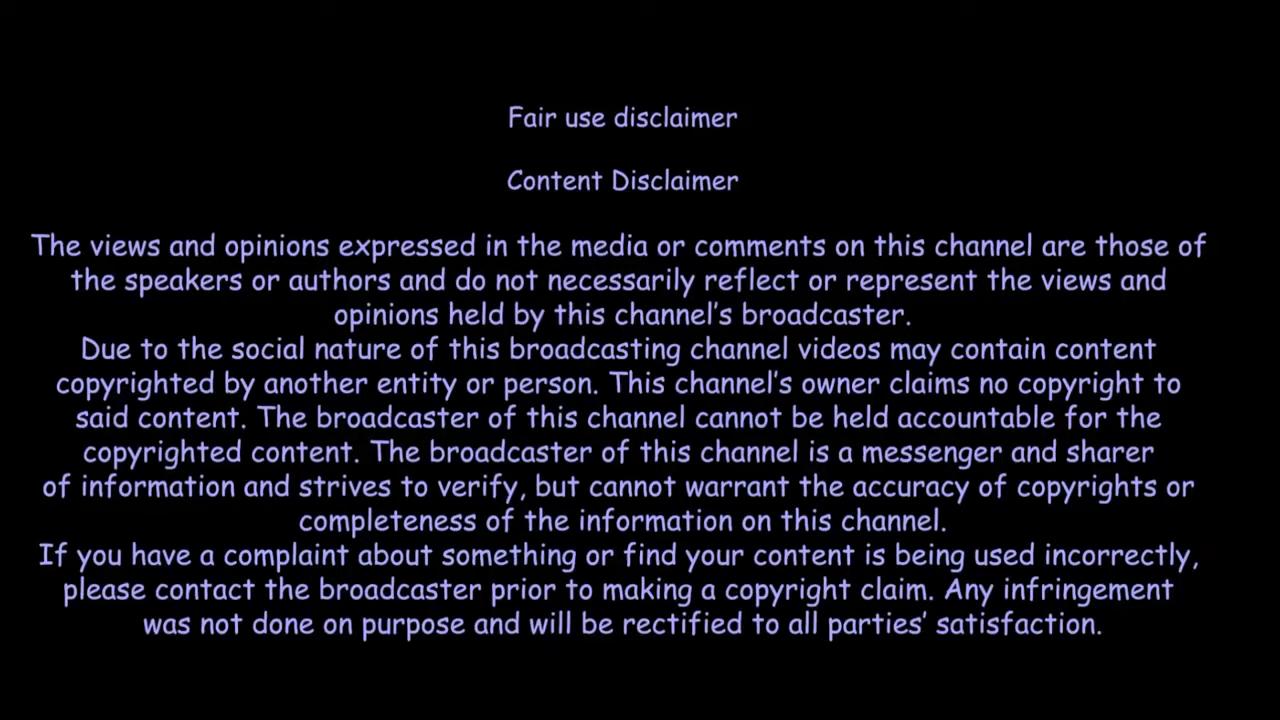 Fair use disclaimer
Content Disclaimer
The views and opinions expressed in the media or comments on this channel are those of
the speakers or authors and do not necessarily reflect or represent the views and
opinions held by this channel’s broadcaster.
Due to the social nature of this broadcasting channel videos may contain content
copyrighted by another entity or person. This channel’s owner claims no copyright to
said content. The broadcaster of this channel cannot be held accountable for the
copyrighted content. The broadcaster of this channel is a messenger and sharer
of information and strives to verify, but cannot warrant the accuracy of copyrights or
completeness of the information on this channel.
If you have a complaint about something or find your content is being used incorrectly,
please contact the broadcaster prior to making a copyright claim. Any infringement
was not done on purpose and will be rectified to all parties’ satisfaction.